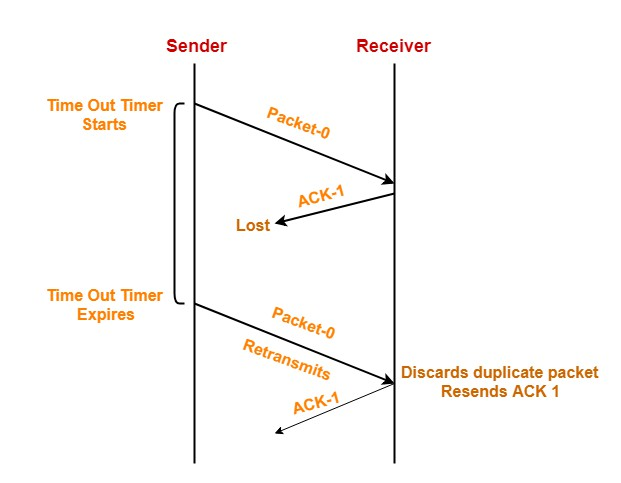 Sender
Receiver
Time Out Timer
Starts
Packet-0
ACK-1
Lost
Time Out Timer
Expires
Packet-0
Retransmits
Discards duplicate packet
Resends ACK 1
ACK-1